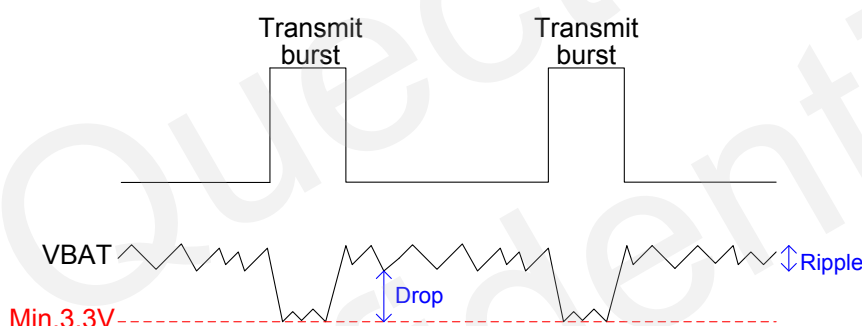 Transmit
burst
Transmit
burst
VBAT
Ripple
Drop
Min.3.3V